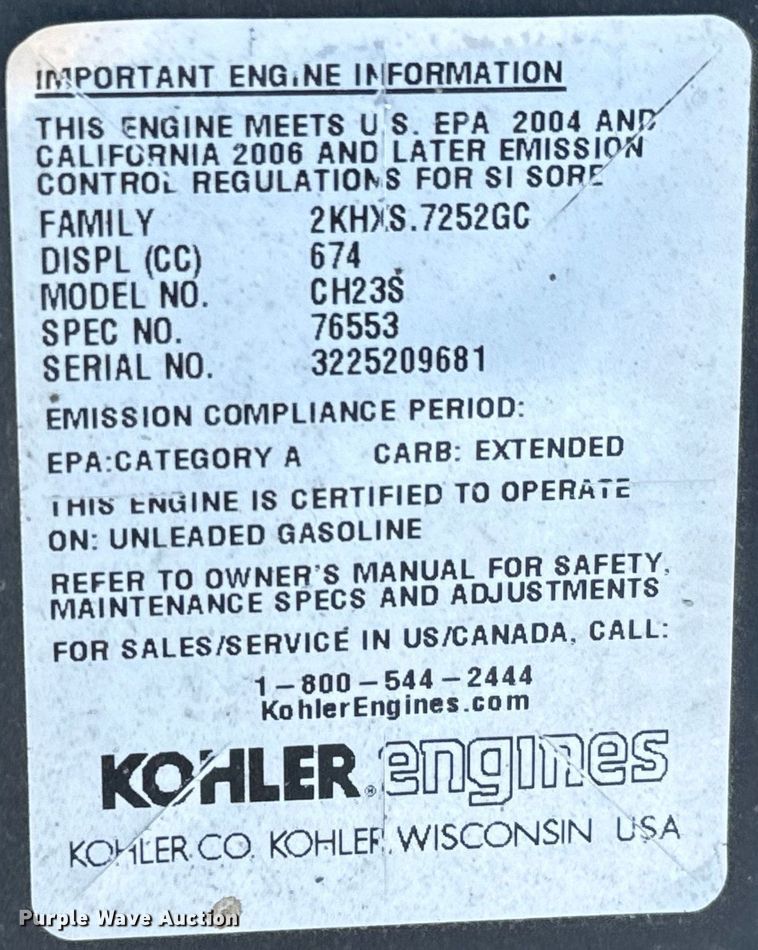 IMPORTANT ENGINE INFORMATION
THIS ENGINE MEETS U.S. EPA 2004 AND
CALIFORNIA 2006 AND LATER EMISSION
CONTROL REGULATIONS FOR SI SORE
FAMILY 2KHXS.7252GC
DISPL (CC) 674
MODEL NO. CH23S
SPEC NO. 76553
SERIAL NO. 3225209681
EMISSION COMPLIANCE PERIOD:
EPA:CATEGORY A CARB: EXTENDED
THIS ENGINE IS CERTIFIED TO OPERATE
ON: UNLEADED GASOLINE
REFER TO OWNER'S MANUAL FOR SAFETY,
MAINTENANCE SPECS AND ADJUSTMENTS
FOR SALES/SERVICE IN US/CANADA, CALL:
1-800-544-2444
KohlerEngines.com
KOHLER® engines
KOHLER CO. KOHLER, WISCONSIN USA
Purple Wave Auction